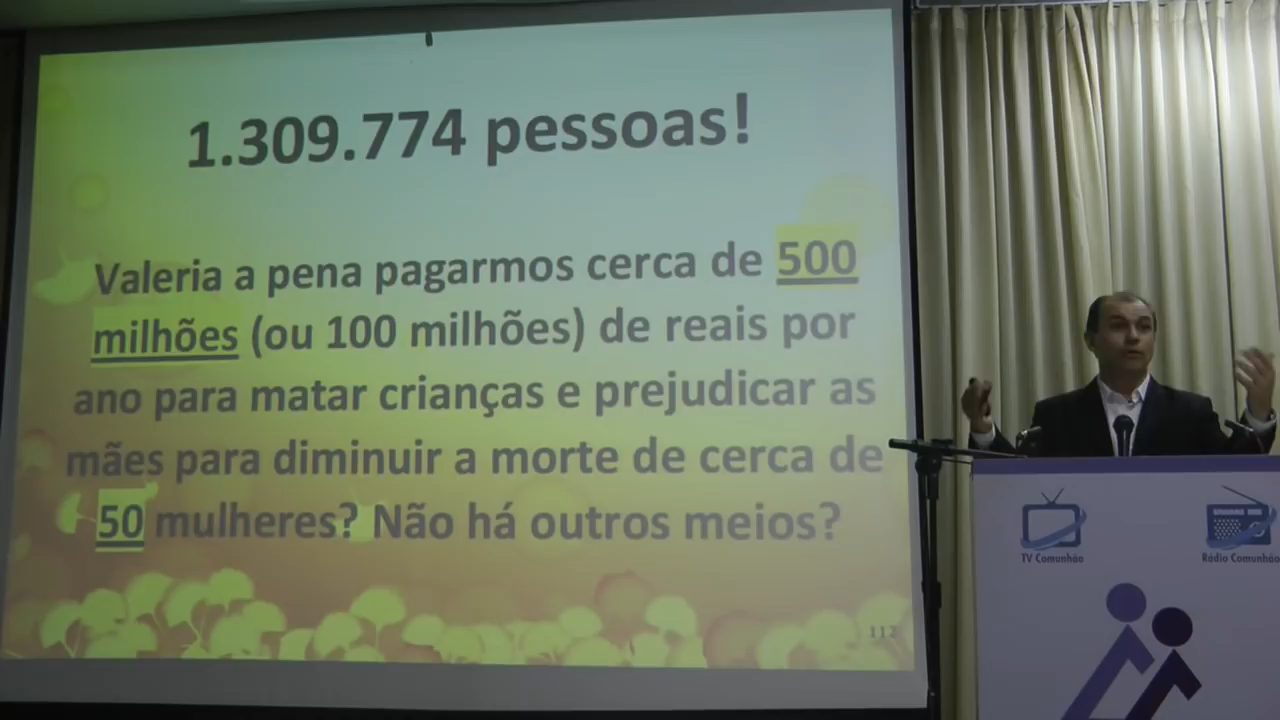 1.309.774 pessoas!
Valeria a pena pagarmos cerca de 500
milhões (ou 100 milhões) de reais por
ano para matar crianças e prejudicar as
mães para diminuir a morte de cerca de
50 mulheres? Não há outros meios?
117
TV Comunhão
Rádio Comunhão